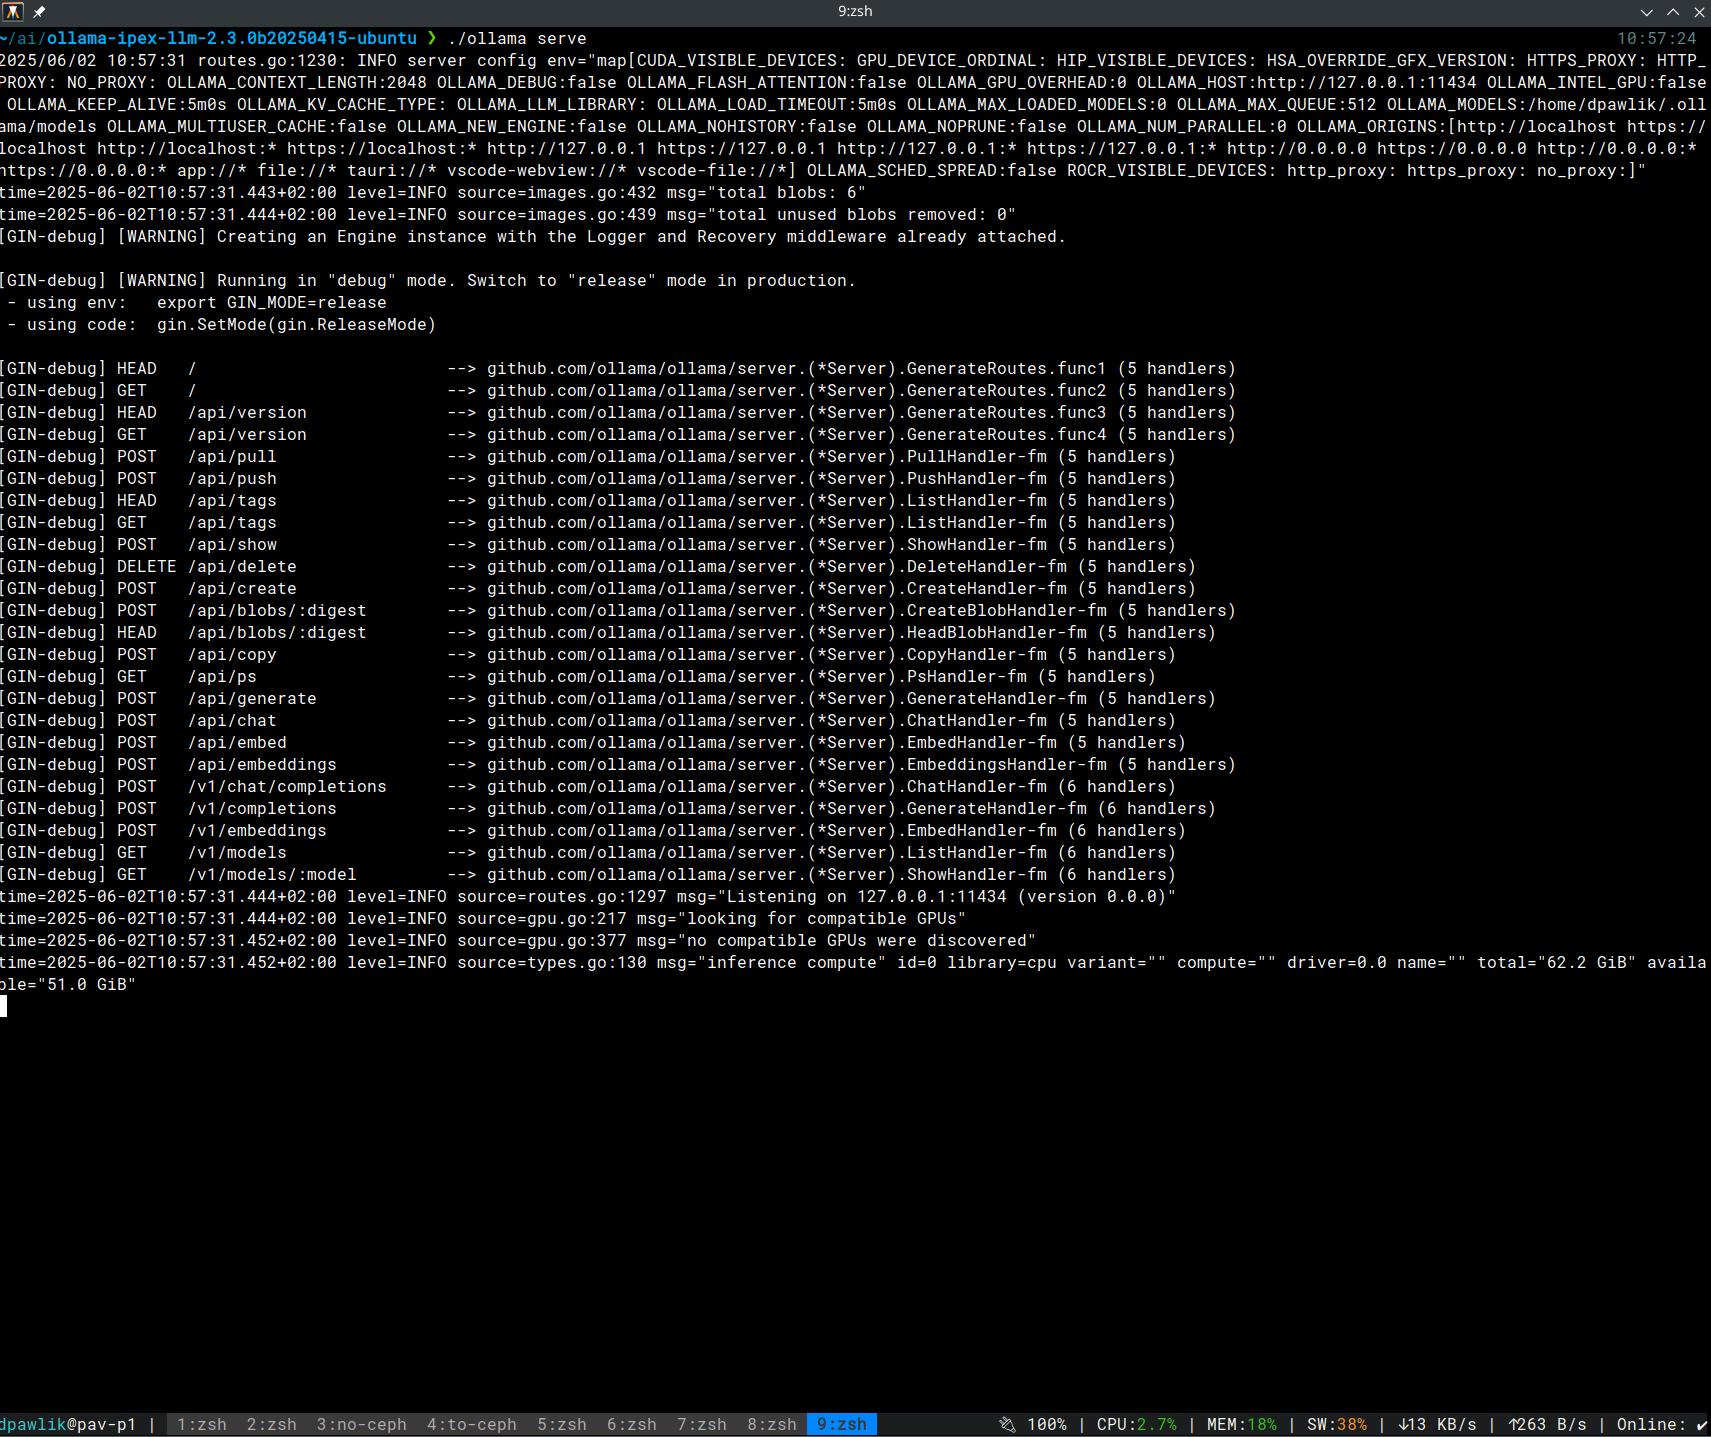 9:zsh
~/ai/ollama-ipex-llm-2.3.0b20250415-ubuntu ❯ ./ollama serve 10:57:24
2025/06/02 10:57:31 routes.go:1230: INFO server config env="map[CUDA_VISIBLE_DEVICES: GPU_DEVICE_ORDINAL: HIP_VISIBLE_DEVICES: HSA_OVERRIDE_GFX_VERSION: HTTPS_PROXY: HTTP_
PROXY: NO_PROXY: OLLAMA_CONTEXT_LENGTH:2048 OLLAMA_DEBUG:false OLLAMA_FLASH_ATTENTION:false OLLAMA_GPU_OVERHEAD:0 OLLAMA_HOST:http://127.0.0.1:11434 OLLAMA_INTEL_GPU:false
OLLAMA_KEEP_ALIVE:5m0s OLLAMA_KV_CACHE_TYPE: OLLAMA_LLM_LIBRARY: OLLAMA_LOAD_TIMEOUT:5m0s OLLAMA_MAX_LOADED_MODELS:0 OLLAMA_MAX_QUEUE:512 OLLAMA_MODELS:/home/dpawlik/.oll
ama/models OLLAMA_MULTIUSER_CACHE:false OLLAMA_NEW_ENGINE:false OLLAMA_NOHISTORY:false OLLAMA_NOPRUNE:false OLLAMA_NUM_PARALLEL:0 OLLAMA_ORIGINS:[http://localhost https://
localhost http://localhost:* https://localhost:* http://127.0.0.1 https://127.0.0.1 http://127.0.0.1:* https://127.0.0.1:* http://0.0.0.0 https://0.0.0.0 http://0.0.0.0:*
https://0.0.0.0:* app://* file://* tauri://* vscode-webview://* vscode-file://*] OLLAMA_SCHED_SPREAD:false ROCR_VISIBLE_DEVICES: http_proxy: https_proxy: no_proxy:]"
time=2025-06-02T10:57:31.443+02:00 level=INFO source=images.go:432 msg="total blobs: 6"
time=2025-06-02T10:57:31.444+02:00 level=INFO source=images.go:439 msg="total unused blobs removed: 0"
[GIN-debug] [WARNING] Creating an Engine instance with the Logger and Recovery middleware already attached.
[GIN-debug] [WARNING] Running in "debug" mode. Switch to "release" mode in production.
- using env:   export GIN_MODE=release
- using code:  gin.SetMode(gin.ReleaseMode)
[GIN-debug] HEAD   /                         --> github.com/ollama/ollama/server.(*Server).GenerateRoutes.func1 (5 handlers)
[GIN-debug] GET    /                         --> github.com/ollama/ollama/server.(*Server).GenerateRoutes.func2 (5 handlers)
[GIN-debug] HEAD   /api/version              --> github.com/ollama/ollama/server.(*Server).GenerateRoutes.func3 (5 handlers)
[GIN-debug] GET    /api/version              --> github.com/ollama/ollama/server.(*Server).GenerateRoutes.func4 (5 handlers)
[GIN-debug] POST   /api/pull                 --> github.com/ollama/ollama/server.(*Server).PullHandler-fm (5 handlers)
[GIN-debug] POST   /api/push                 --> github.com/ollama/ollama/server.(*Server).PushHandler-fm (5 handlers)
[GIN-debug] HEAD   /api/tags                 --> github.com/ollama/ollama/server.(*Server).ListHandler-fm (5 handlers)
[GIN-debug] GET    /api/tags                 --> github.com/ollama/ollama/server.(*Server).ListHandler-fm (5 handlers)
[GIN-debug] POST   /api/show                 --> github.com/ollama/ollama/server.(*Server).ShowHandler-fm (5 handlers)
[GIN-debug] DELETE /api/delete               --> github.com/ollama/ollama/server.(*Server).DeleteHandler-fm (5 handlers)
[GIN-debug] POST   /api/create               --> github.com/ollama/ollama/server.(*Server).CreateHandler-fm (5 handlers)
[GIN-debug] POST   /api/blobs/:digest        --> github.com/ollama/ollama/server.(*Server).CreateBlobHandler-fm (5 handlers)
[GIN-debug] HEAD   /api/blobs/:digest        --> github.com/ollama/ollama/server.(*Server).HeadBlobHandler-fm (5 handlers)
[GIN-debug] POST   /api/copy                 --> github.com/ollama/ollama/server.(*Server).CopyHandler-fm (5 handlers)
[GIN-debug] GET    /api/ps                   --> github.com/ollama/ollama/server.(*Server).PsHandler-fm (5 handlers)
[GIN-debug] POST   /api/generate             --> github.com/ollama/ollama/server.(*Server).GenerateHandler-fm (5 handlers)
[GIN-debug] POST   /api/chat                 --> github.com/ollama/ollama/server.(*Server).ChatHandler-fm (5 handlers)
[GIN-debug] POST   /api/embed                --> github.com/ollama/ollama/server.(*Server).EmbedHandler-fm (5 handlers)
[GIN-debug] POST   /api/embeddings           --> github.com/ollama/ollama/server.(*Server).EmbeddingsHandler-fm (5 handlers)
[GIN-debug] POST   /v1/chat/completions      --> github.com/ollama/ollama/server.(*Server).ChatHandler-fm (6 handlers)
[GIN-debug] POST   /v1/completions           --> github.com/ollama/ollama/server.(*Server).GenerateHandler-fm (6 handlers)
[GIN-debug] POST   /v1/embeddings            --> github.com/ollama/ollama/server.(*Server).EmbedHandler-fm (6 handlers)
[GIN-debug] GET    /v1/models                --> github.com/ollama/ollama/server.(*Server).ListHandler-fm (6 handlers)
[GIN-debug] GET    /v1/models/:model         --> github.com/ollama/ollama/server.(*Server).ShowHandler-fm (6 handlers)
time=2025-06-02T10:57:31.444+02:00 level=INFO source=routes.go:1297 msg="Listening on 127.0.0.1:11434 (version 0.0.0)"
time=2025-06-02T10:57:31.444+02:00 level=INFO source=gpu.go:217 msg="looking for compatible GPUs"
time=2025-06-02T10:57:31.452+02:00 level=INFO source=gpu.go:377 msg="no compatible GPUs were discovered"
time=2025-06-02T10:57:31.452+02:00 level=INFO source=types.go:130 msg="inference compute" id=0 library=cpu variant="" compute="" driver=0.0 name="" total="62.2 GiB" availa
ble="51.0 GiB"
dpawlik@pav-p1 | 1:zsh 2:zsh 3:no-ceph 4:to-ceph 5:zsh 6:zsh 7:zsh 8:zsh 9:zsh 100% | CPU:2.7% | MEM:18% | SW:38% | ↓13 KB/s | ↑263 B/s | Online: ✔